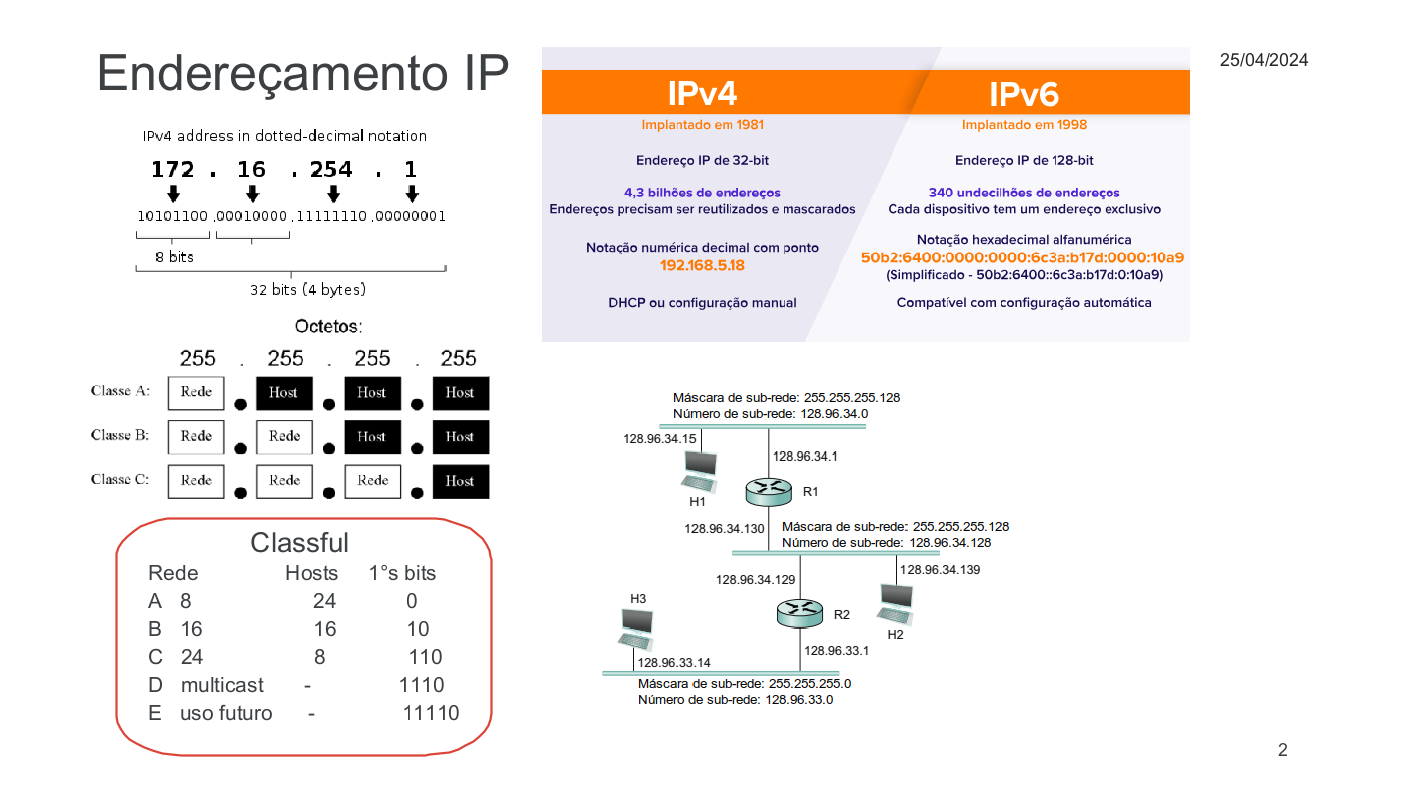 Endereçamento IP
25/04/2024
IPv4 address in dotted-decimal notation
172 . 16 . 254 . 1
10101100 .00010000 .11111110 .00000001
8 bits
32 bits (4 bytes)
Octetos:
255 . 255 . 255 . 255
Classe A: Rede Host Host Host
Classe B: Rede Rede Host Host
Classe C: Rede Rede Rede Host
Classful
Rede Hosts 1°s bits
A 8 24 0
B 16 16 10
C 24 8 110
D multicast - 1110
E uso futuro - 11110
IPv4 IPv6
Implantado em 1981 Implantado em 1998
Endereço IP de 32-bit Endereço IP de 128-bit
4,3 bilhões de endereços 340 undecilhões de endereços
Endereços precisam ser reutilizados e mascarados Cada dispositivo tem um endereço exclusivo
Notação numérica decimal com ponto Notação hexadecimal alfanumérica
192.168.5.18 50b2:6400:0000:0000:6c3a:b17d:0000:10a9
(Simplificado - 50b2:6400::6c3a:b17d:0:10a9)
DHCP ou configuração manual Compatível com configuração automática
Máscara de sub-rede: 255.255.255.128
Número de sub-rede: 128.96.34.0
128.96.34.15
128.96.34.1
H1
R1
128.96.34.130
Máscara de sub-rede: 255.255.255.128
Número de sub-rede: 128.96.34.128
128.96.34.129
128.96.34.139
H3
R2
H2
128.96.33.1
128.96.33.14
Máscara de sub-rede: 255.255.255.0
Número de sub-rede: 128.96.33.0
2